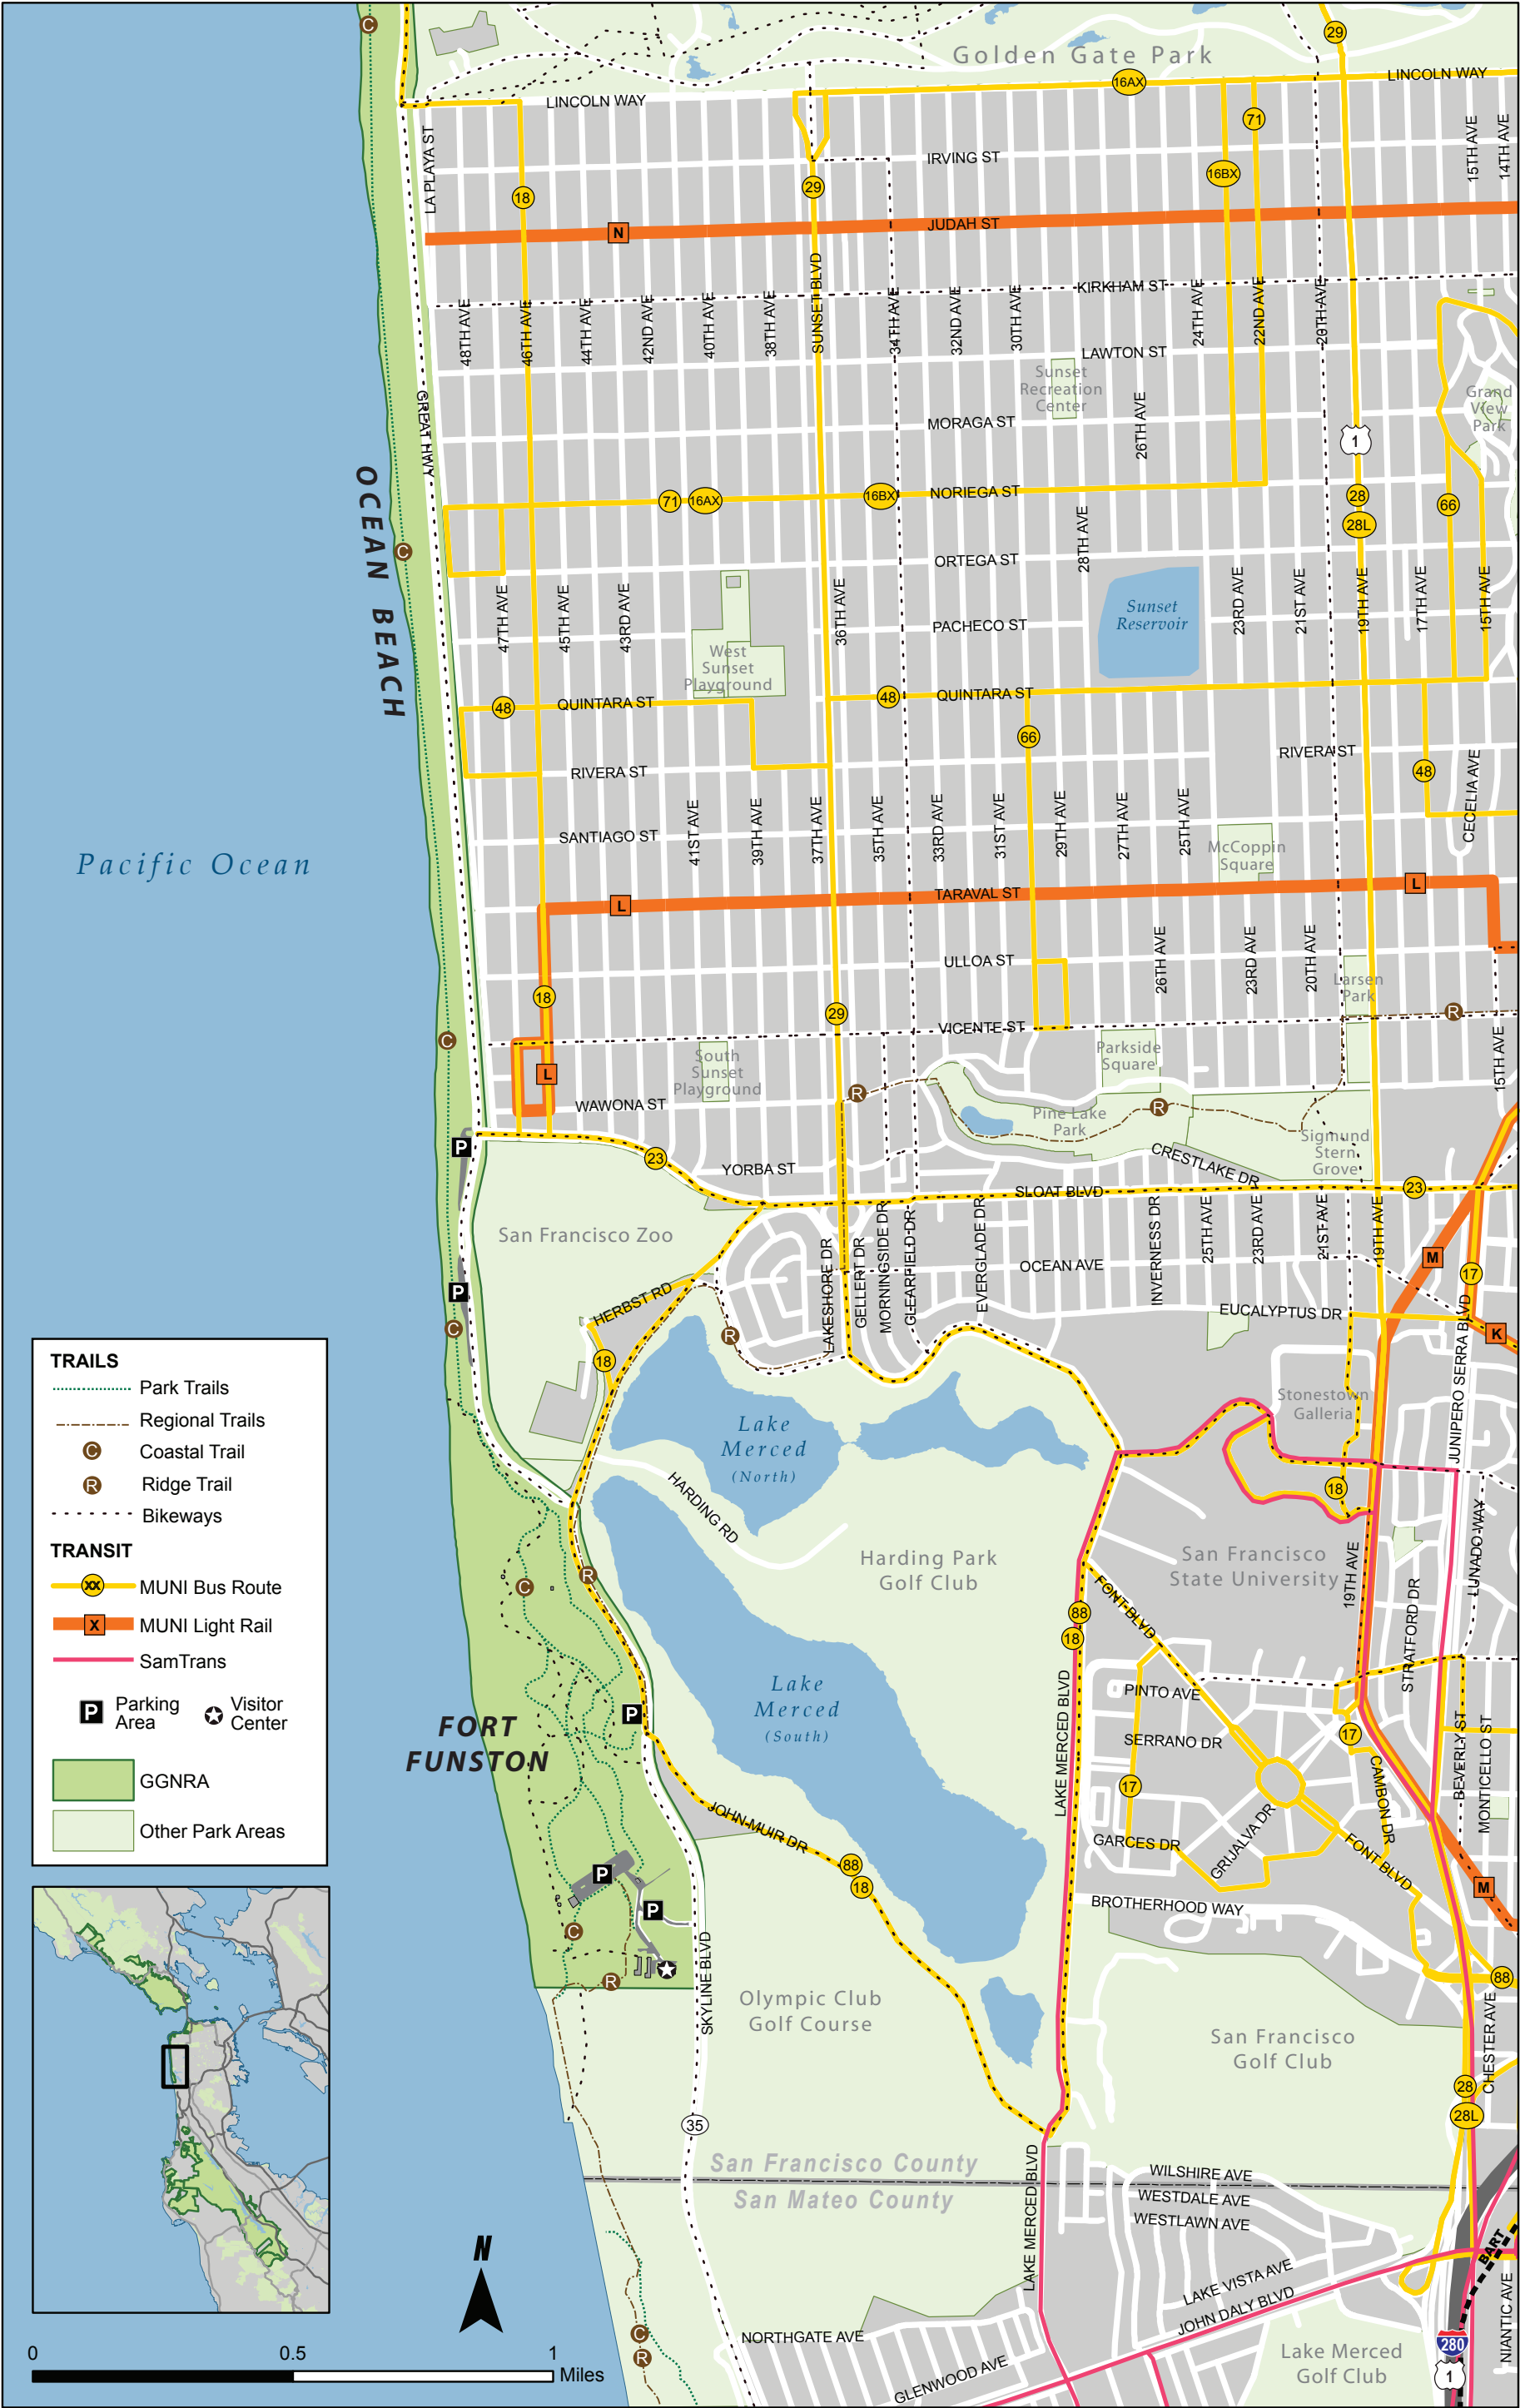 Golden Gate Park
29
16AX
LINCOLN WAY
LINCOLN WAY
71
LA PLAYA ST
IRVING ST
16BX
15TH AVE
14TH AVE
18
29
N
JUDAH ST
SUNSET BLVD
KIRKHAM ST
48TH AVE
46TH AVE
44TH AVE
42ND AVE
40TH AVE
38TH AVE
34TH AVE
32ND AVE
30TH AVE
24TH AVE
22ND AVE
20TH AVE
LAWTON ST
Sunset
Recreation
Center
Grand
View
Park
GREAT HWY
MORAGA ST
26TH AVE
1
OCEAN BEACH
71
16AX
16BX
NORIEGA ST
28
28L
66
ORTEGA ST
28TH AVE
47TH AVE
45TH AVE
43RD AVE
36TH AVE
Sunset
Reservoir
23RD AVE
21ST AVE
19TH AVE
17TH AVE
15TH AVE
PACHECO ST
West
Sunset
Playground
48
QUINTARA ST
48
QUINTARA ST
66
RIVERA ST
RIVERA ST
48
CECELIA AVE
SANTIAGO ST
41ST AVE
39TH AVE
37TH AVE
35TH AVE
33RD AVE
31ST AVE
29TH AVE
27TH AVE
25TH AVE
McCoppin
Square
Pacific Ocean
L
TARAVAL ST
L
ULLOA ST
26TH AVE
23RD AVE
20TH AVE
Larsen
Park
18
29
VICENTE ST
R
C
L
South
Sunset
Playground
Parkside
Square
15TH AVE
WAWONA ST
R
Pine Lake
Park
R
P
23
YORBA ST
CRESTLAKE DR
Sigmund
Stern
Grove
SLOAT BLVD
23
San Francisco Zoo
LAKESHORE DR
GELLERT DR
MORNINGSIDE DR
CLEARFIELD DR
EVERGLADE DR
OCEAN AVE
INVERNESS DR
25TH AVE
23RD AVE
21ST AVE
19TH AVE
M
17
P
HERBST RD
EUCALYPTUS DR
K
C
R
18
JUNIPERO SERRA BLVD
Stonestown
Galleria
Lake
Merced
(North)
HARDING RD
18
LUNADO WAY
Harding Park
Golf Club
San Francisco
State University
19TH AVE
C
R
FONT BLVD
88
18
STRATFORD DR
Lake
Merced
(South)
LAKE MERCED BLVD
PINTO AVE
P
FORT
FUNSTON
SERRANO DR
17
17
CAMBON DR
BEVERLY ST
MONTICELLO ST
JOHN MUIR DR
GARCES DR
GRIJALVA DR
FONT BLVD
88
18
P
M
BROTHERHOOD WAY
P
C
R
SKYLINE BLVD
88
Olympic Club
Golf Course
San Francisco
Golf Club
CHESTER AVE
28
28L
35
San Francisco County
San Mateo County
LAKE MERCED BLVD
WILSHIRE AVE
WESTDALE AVE
WESTLAWN AVE
BART
LAKE VISTA AVE
JOHN DALY BLVD
NORTHGATE AVE
GLENWOOD AVE
Lake Merced
Golf Club
280
1
NIANTIC AVE
C
R
C
C
TRAILS
Park Trails
Regional Trails
C Coastal Trail
R Ridge Trail
Bikeways
TRANSIT
XX MUNI Bus Route
X MUNI Light Rail
SamTrans
P Parking
Area
Visitor
Center
GGNRA
Other Park Areas
N
0 0.5 1
Miles